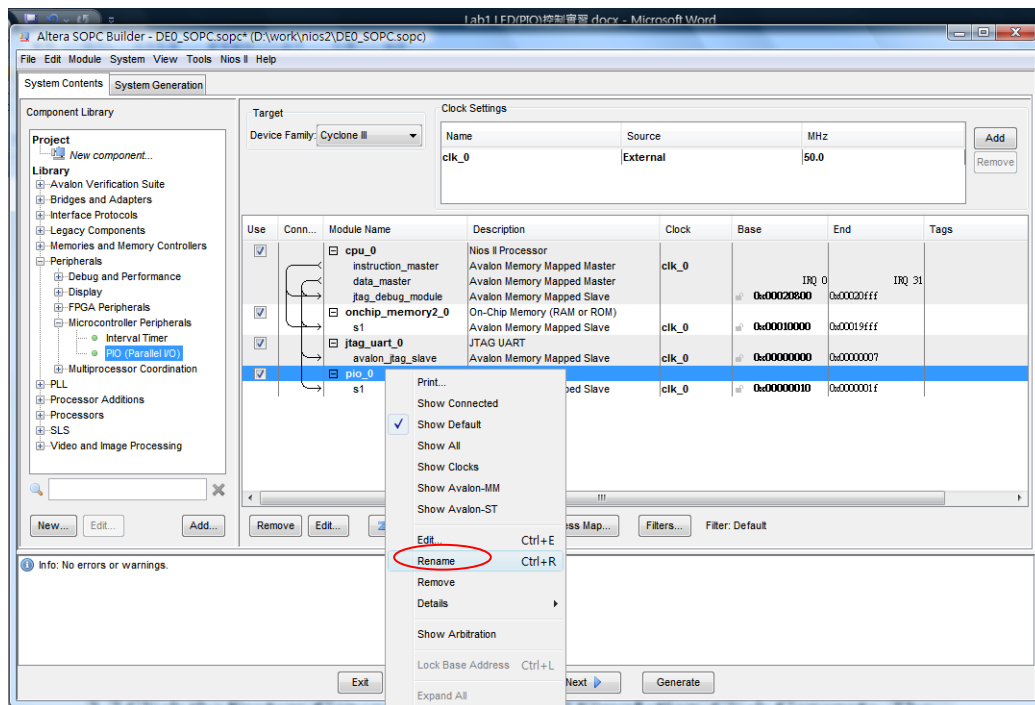 Lab1 LED(PIO)控制實習.docx - Microsoft Word
Altera SOPC Builder - DE0_SOPC.sopc* (D:\work\nios2\DE0_SOPC.sopc)
File Edit Module System View Tools Nios II Help
System Contents System Generation
Component Library
Project
New component...
Library
Avalon Verification Suite
Bridges and Adapters
Interface Protocols
Legacy Components
Memories and Memory Controllers
Peripherals
Debug and Performance
Display
FPGA Peripherals
Microcontroller Peripherals
Interval Timer
PIO (Parallel I/O)
Multiprocessor Coordination
PLL
Processor Additions
Processors
SLS
Video and Image Processing
New... Edit... Add...
Target
Device Family: Cyclone III
Clock Settings
Name Source MHz
clk_0 External 50.0
Add
Remove
Use Conn... Module Name Description Clock Base End Tags
cpu_0 Nios II Processor
instruction_master Avalon Memory Mapped Master clk_0
data_master Avalon Memory Mapped Master IRQ 0 IRQ 31
jtag_debug_module Avalon Memory Mapped Slave 0x00020800 0x00020fff
onchip_memory2_0 On-Chip Memory (RAM or ROM)
s1 Avalon Memory Mapped Slave clk_0 0x00010000 0x00019fff
jtag_uart_0 JTAG UART
avalon_jtag_slave Avalon Memory Mapped Slave clk_0 0x00000000 0x00000007
pio_0
s1 ped Slave clk_0 0x00000010 0x0000001f
Print...
Show Connected
Show Default
Show All
Show Clocks
Show Avalon-MM
Show Avalon-ST
Edit... Ctrl+E
Rename Ctrl+R
Remove
Details
Show Arbitration
Lock Base Address Ctrl+L
Expand All
Remove Edit... ess Map... Filters... Filter: Default
Info: No errors or warnings.
Exit Next Generate